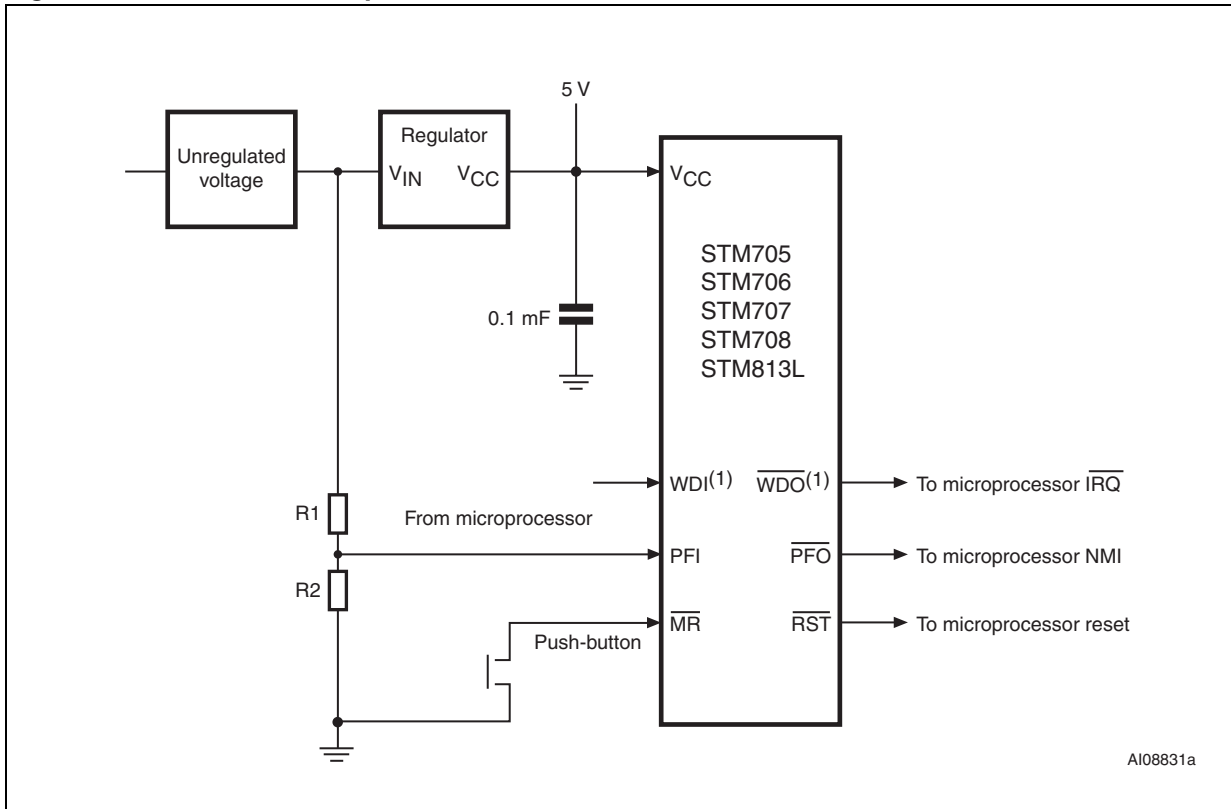 5 V
Unregulated
voltage
Regulator
VIN VCC
VCC
STM705
STM706
STM707
STM708
STM813L
0.1 mF
WDI(1) WDO(1) To microprocessor IRQ
R1
From microprocessor
PFI PFO To microprocessor NMI
R2
MR RST To microprocessor reset
Push-button
AI08831a